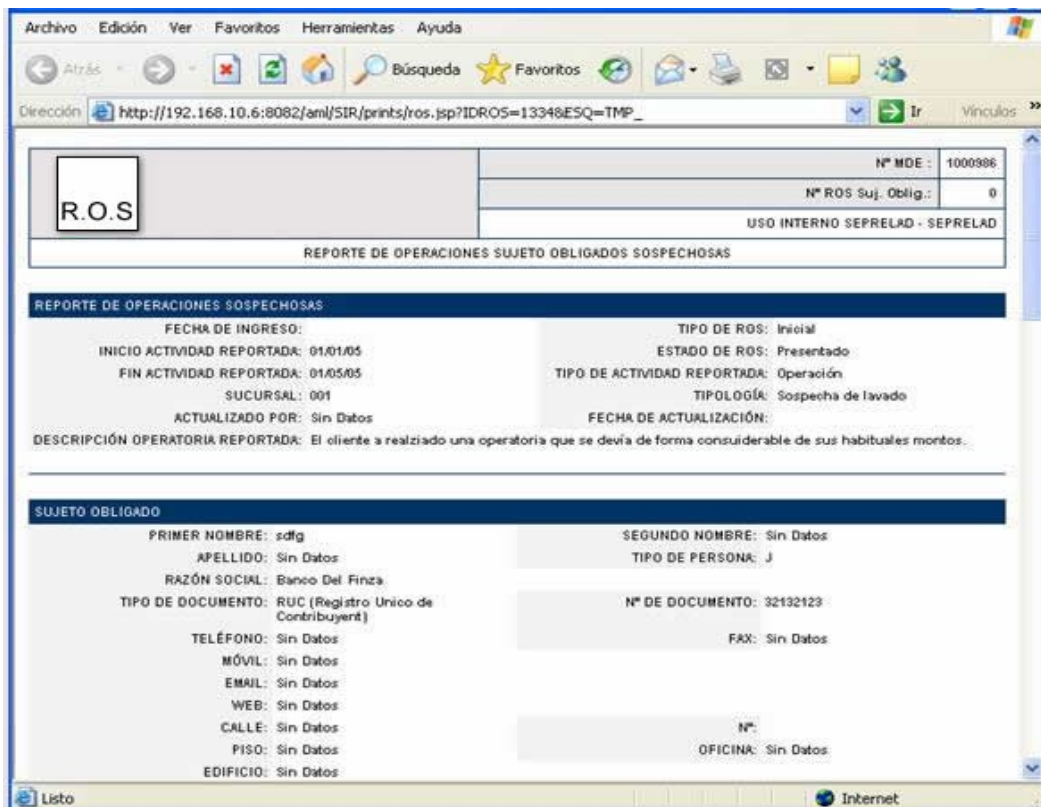 Archivo Edición Ver Favoritos Herramientas Ayuda
Atrás Búsqueda Favoritos
Dirección http://192.168.10.6:8082/aml/SIR/prints/ros.jsp?IDROS=1334&ESQ=TMP_ Ir Vínculos »
R.O.S
Nº MDE : 1000986
Nº ROS Suj. Oblig.: 0
USO INTERNO SEPRELAD - SEPRELAD
REPORTE DE OPERACIONES SUJETO OBLIGADOS SOSPECHOSAS
REPORTE DE OPERACIONES SOSPECHOSAS
FECHA DE INGRESO: TIPO DE ROS: Inicial
INICIO ACTIVIDAD REPORTADA: 01/01/05 ESTADO DE ROS: Presentado
FIN ACTIVIDAD REPORTADA: 01/05/05 TIPO DE ACTIVIDAD REPORTADA: Operación
SUCURSAL: 001 TIPOLOGÍA: Sospecha de lavado
ACTUALIZADO POR: Sin Datos FECHA DE ACTUALIZACIÓN:
DESCRIPCIÓN OPERATORIA REPORTADA: El cliente a realziado una operatoria que se devía de forma consuiderable de sus habituales montos.
SUJETO OBLIGADO
PRIMER NOMBRE: sdfg SEGUNDO NOMBRE: Sin Datos
APELLIDO: Sin Datos TIPO DE PERSONA: J
RAZÓN SOCIAL: Banco Del Finza
TIPO DE DOCUMENTO: RUC (Registro Unico de Contribuyent) Nº DE DOCUMENTO: 32132123
TELÉFONO: Sin Datos FAX: Sin Datos
MÓVIL: Sin Datos
EMAIL: Sin Datos
WEB: Sin Datos
CALLE: Sin Datos Nº:
PISO: Sin Datos OFICINA: Sin Datos
EDIFICIO: Sin Datos
Listo Internet